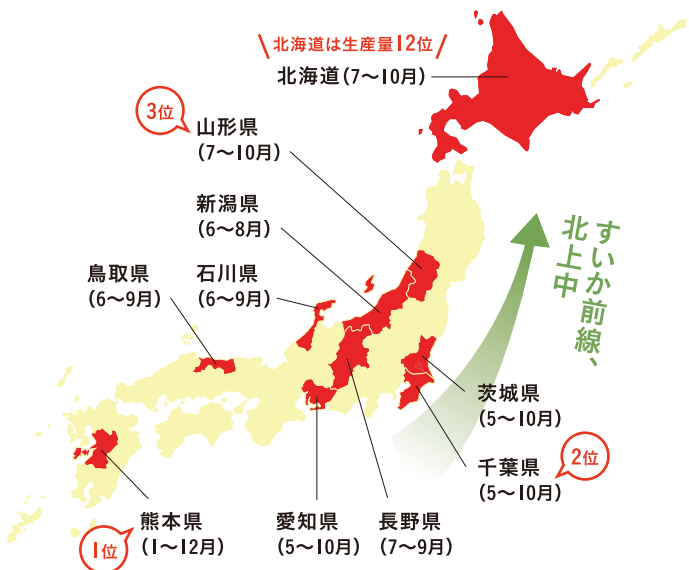 北海道は生産量12位
北海道(7〜10月)
3位
山形県
(7〜10月)
新潟県
(6〜8月)
鳥取県
(6〜9月)
石川県
(6〜9月)
すいか前線、
北上中
茨城県
(5〜10月)
千葉県
(5〜10月)
2位
熊本県
(1〜12月)
1位
愛知県
(5〜10月)
長野県
(7〜9月)